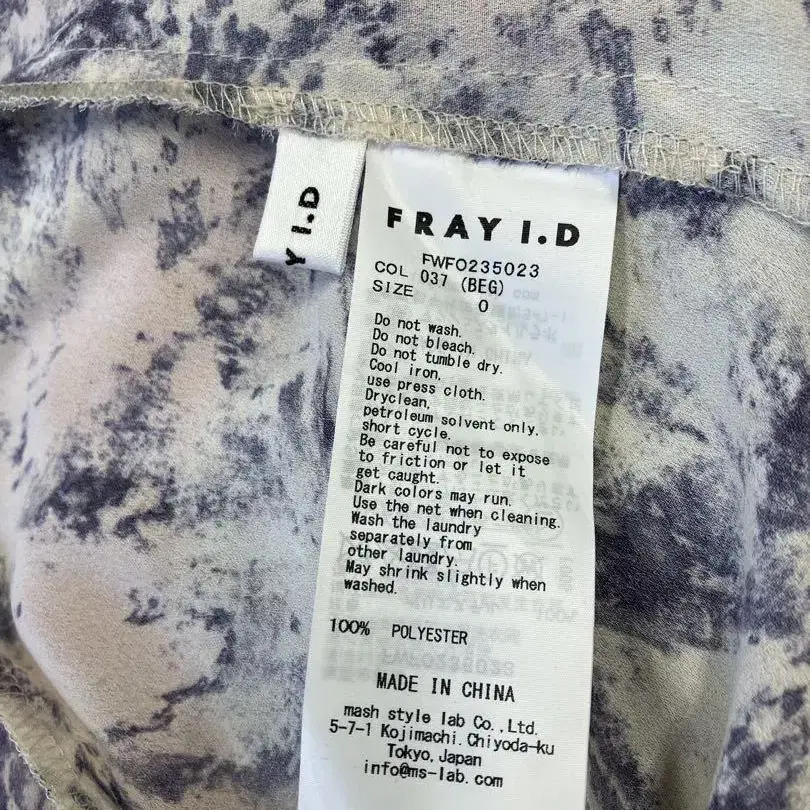 Y I.D
FRAY I.D
FWFO235023
COL 037 (BEG)
SIZE 0
Do not wash.
Do not bleach.
Do not tumble dry.
Cool iron,
use press cloth.
Dryclean,
petroleum solvent only.
short cycle.
Be careful not to expose
to friction or let it
get caught.
Dark colors may run.
Use the net when cleaning.
Wash the laundry
separately from
other laundry.
May shrink slightly when
washed.
100% POLYESTER
MADE IN CHINA
mash style lab Co.,Ltd.
5-7-1 Kojimachi.Chiyoda-ku
Tokyo,Japan
info@ms-lab.com